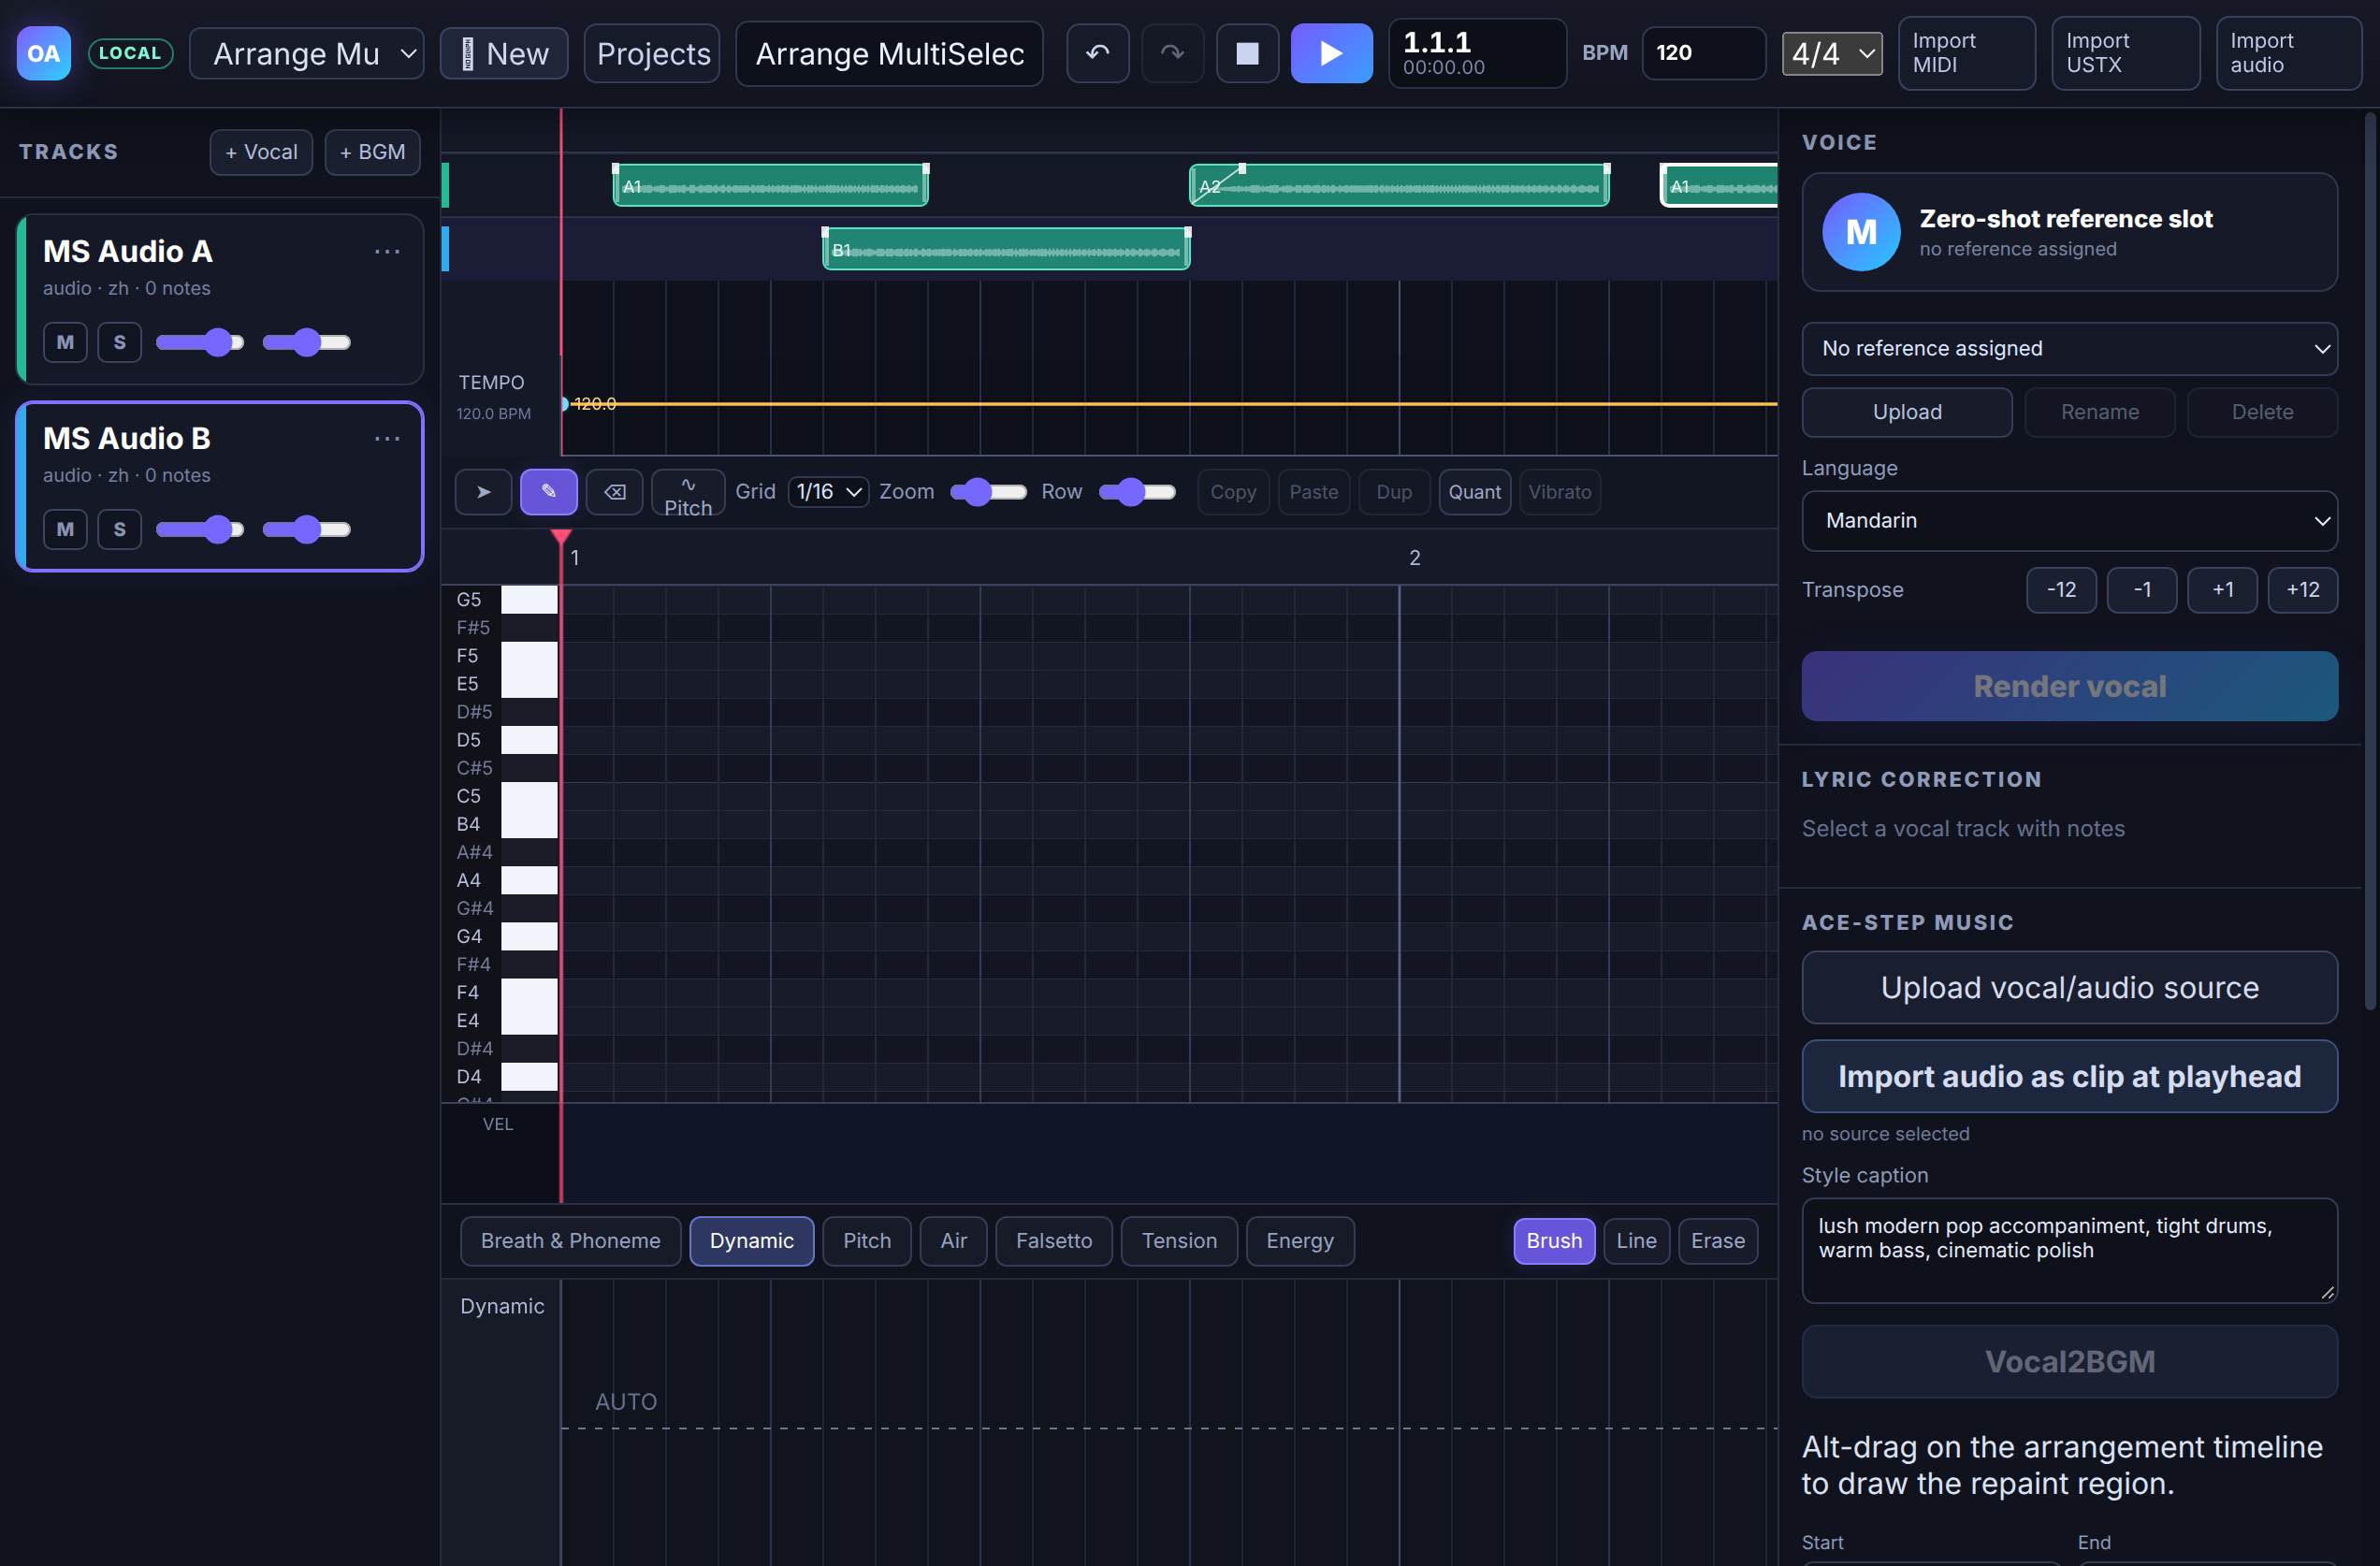 OA
LOCAL
Arrange Mu
New
Projects
Arrange MultiSelec
1.1.1
00:00.00
BPM
120
4/4
Import
MIDI
Import
USTX
Import
audio
TRACKS
+ Vocal
+ BGM
MS Audio A
audio · zh · 0 notes
M
S
MS Audio B
audio · zh · 0 notes
M
S
A1
A2
A1
B1
TEMPO
120.0 BPM
120.0
Pitch
Grid
1/16
Zoom
Row
Copy
Paste
Dup
Quant
Vibrato
1
2
G5
F#5
F5
E5
D#5
D5
C#5
C5
B4
A#4
A4
G#4
G4
F#4
F4
E4
D#4
D4
C#4
VEL
Breath & Phoneme
Dynamic
Pitch
Air
Falsetto
Tension
Energy
Brush
Line
Erase
Dynamic
AUTO
VOICE
M
Zero-shot reference slot
no reference assigned
No reference assigned
Upload
Rename
Delete
Language
Mandarin
Transpose
-12
-1
+1
+12
Render vocal
LYRIC CORRECTION
Select a vocal track with notes
ACE-STEP MUSIC
Upload vocal/audio source
Import audio as clip at playhead
no source selected
Style caption
lush modern pop accompaniment, tight drums,
warm bass, cinematic polish
Vocal2BGM
Alt-drag on the arrangement timeline
to draw the repaint region.
Start
End